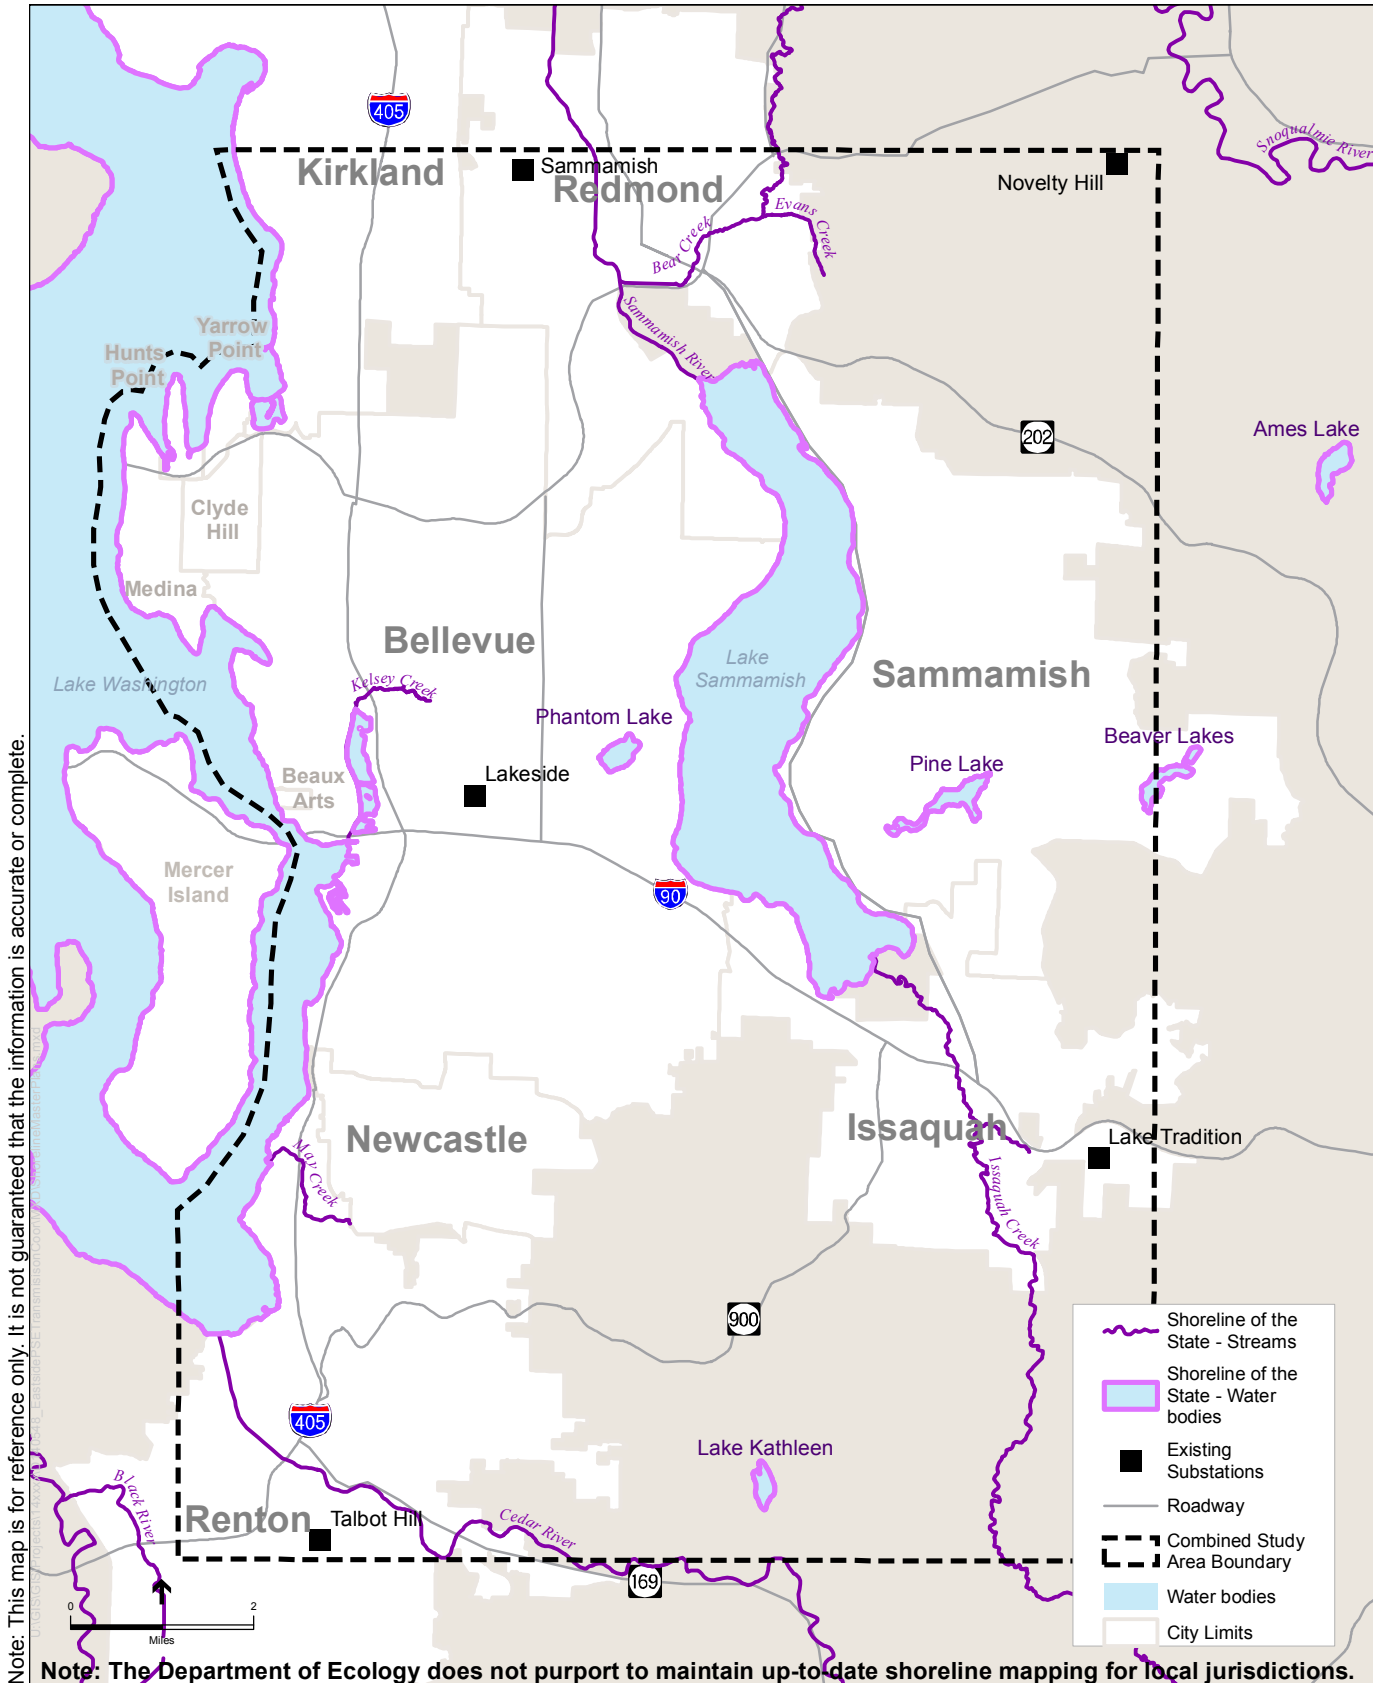 405
Kirkland
Sammamish
Redmond
Novelty Hill
Snoqualmie River
Evans Creek
Bear Creek
Sammamish River
Yarrow
Point
Hunts
Point
202
Ames Lake
Clyde
Hill
Medina
Bellevue
Lake
Sammamish
Sammamish
Lake Washington
Kelsey Creek
Phantom Lake
Beaver Lakes
Pine Lake
Lakeside
Beaux
Arts
Mercer
Island
90
Newcastle
Issaquah
Lake Tradition
May Creek
Issaquah Creek
900
405
Lake Kathleen
Black River
Renton
Talbot Hill
Cedar River
169
0
2
Miles
Shoreline of the
State - Streams
Shoreline of the
State - Water
bodies
Existing
Substations
Roadway
Combined Study
Area Boundary
Water bodies
City Limits
Note: This map is for reference only. It is not guaranteed that the information is accurate or complete.
Note: The Department of Ecology does not purport to maintain up-to-date shoreline mapping for local jurisdictions.